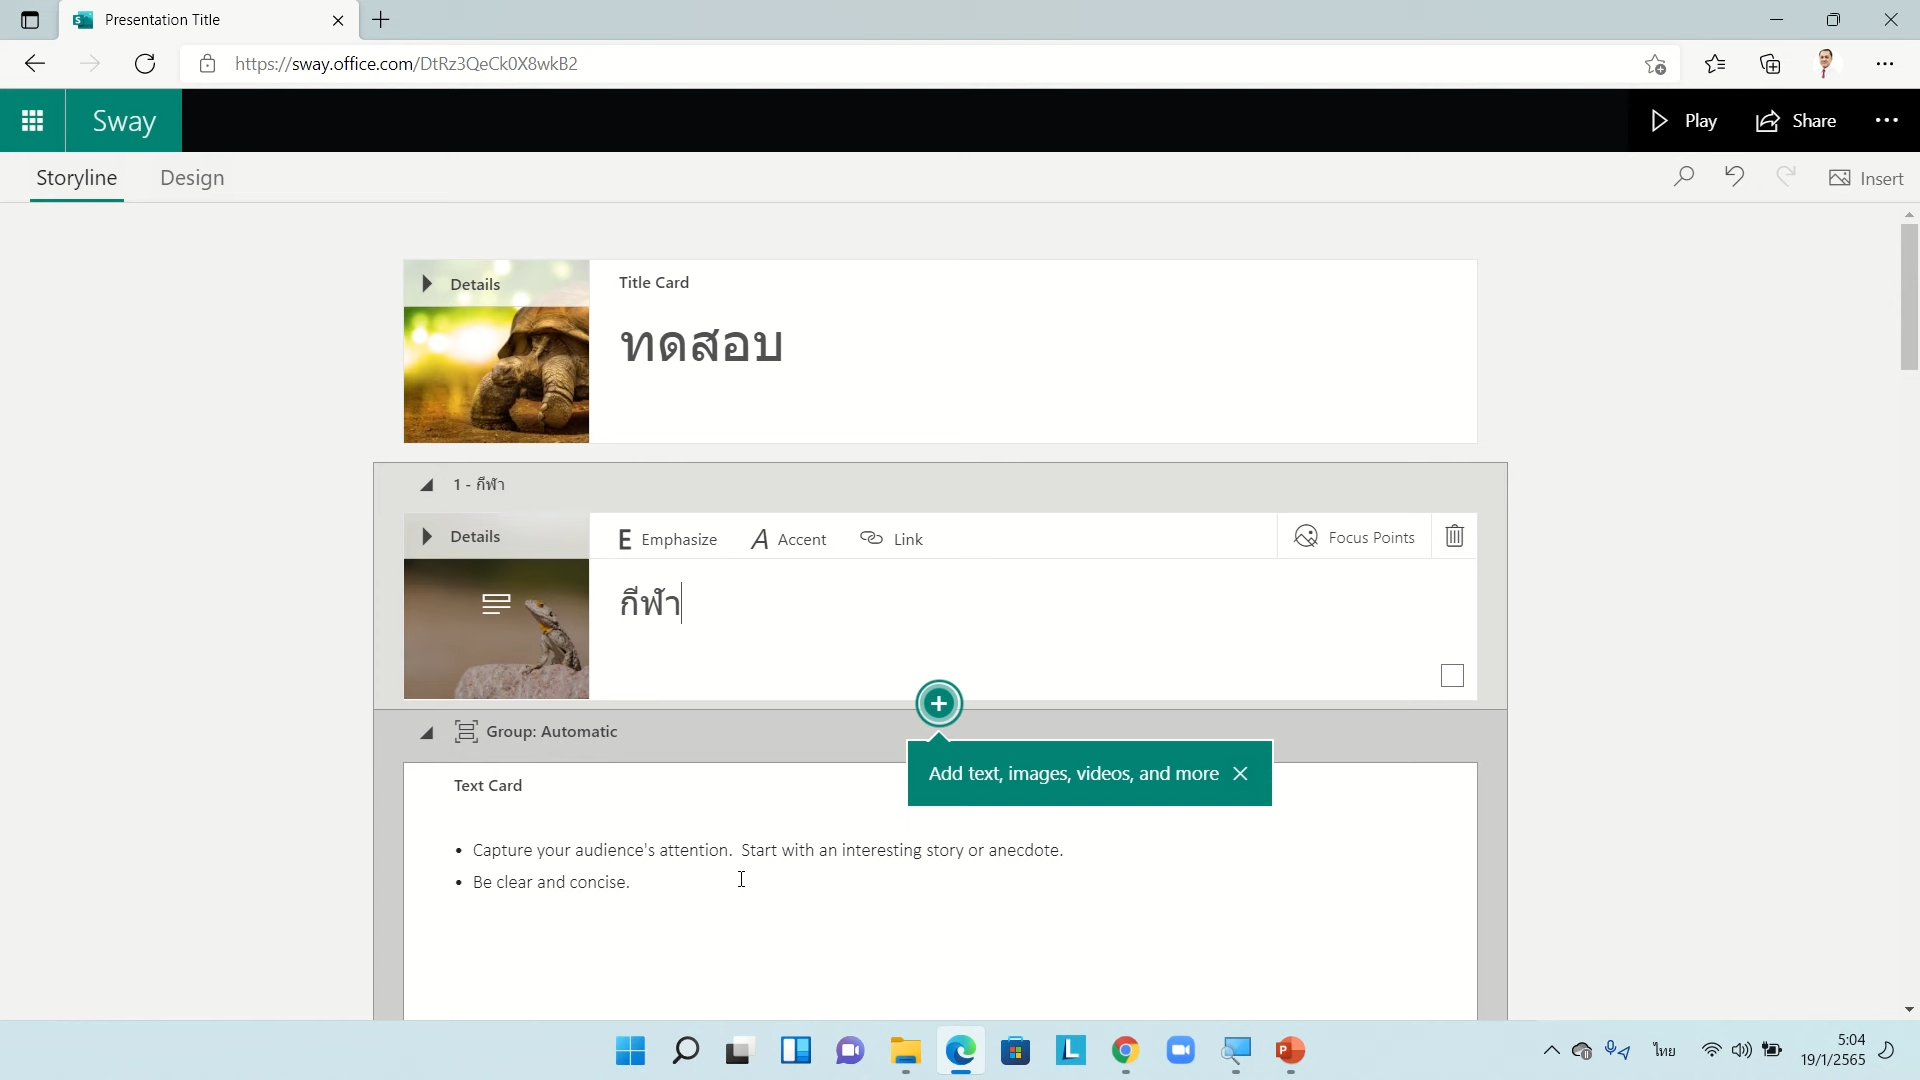 Presentation Title
https://sway.office.com/DtRz3QeCk0X8wkB2
Sway
Play
Share
Storyline
Design
Insert
Details
Title Card
ทดสอบ
1 - กีฬา
Details
E Emphasize
A Accent
Link
Focus Points
กีฬา
Group: Automatic
Add text, images, videos, and more
Text Card
• Capture your audience's attention.  Start with an interesting story or anecdote.
• Be clear and concise.
ไทย
5:04
19/1/2565